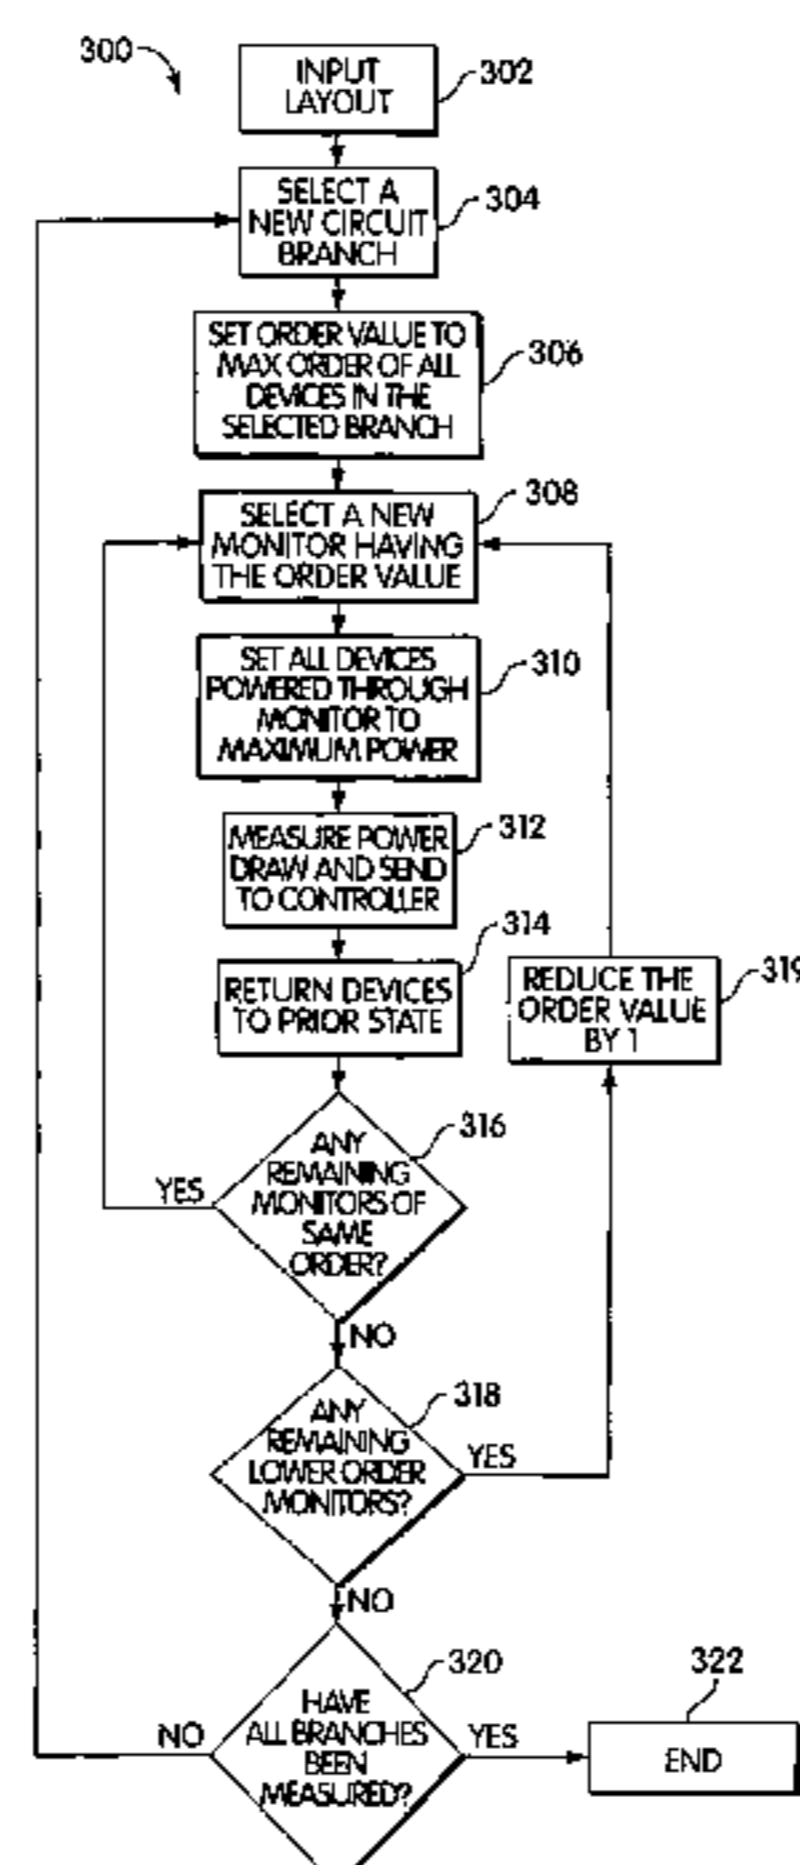 300
INPUT
LAYOUT
302
SELECT A
NEW CIRCUIT
BRANCH
304
SET ORDER VALUE TO
MAX ORDER OF ALL
DEVICES IN THE
SELECTED BRANCH
306
SELECT A NEW
MONITOR HAVING
THE ORDER VALUE
308
SET ALL DEVICES
POWERED THROUGH
MONITOR TO
MAXIMUM POWER
310
MEASURE POWER
DRAW AND SEND
TO CONTROLLER
312
RETURN DEVICES
TO PRIOR STATE
314
REDUCE THE
ORDER VALUE
BY 1
319
ANY
REMAINING
MONITORS OF
SAME
ORDER?
316
YES
NO
ANY
REMAINING
LOWER ORDER
MONITORS?
318
YES
NO
HAVE
ALL BRANCHES
BEEN
MEASURED?
320
NO
YES
322
END